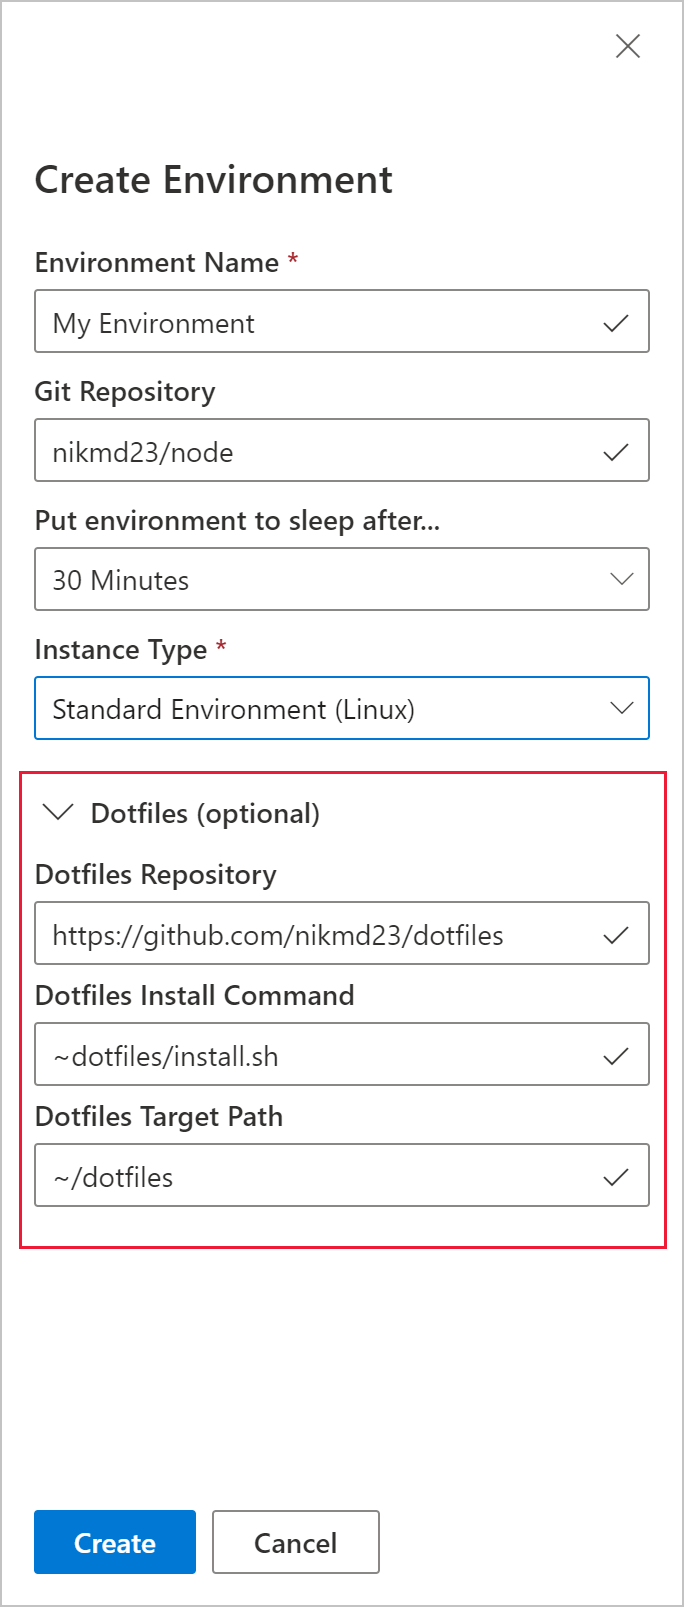 Create Environment
Environment Name *
My Environment
Git Repository
nikmd23/node
Put environment to sleep after...
30 Minutes
Instance Type *
Standard Environment (Linux)
Dotfiles (optional)
Dotfiles Repository
https://github.com/nikmd23/dotfiles
Dotfiles Install Command
~dotfiles/install.sh
Dotfiles Target Path
~/dotfiles
Create Cancel